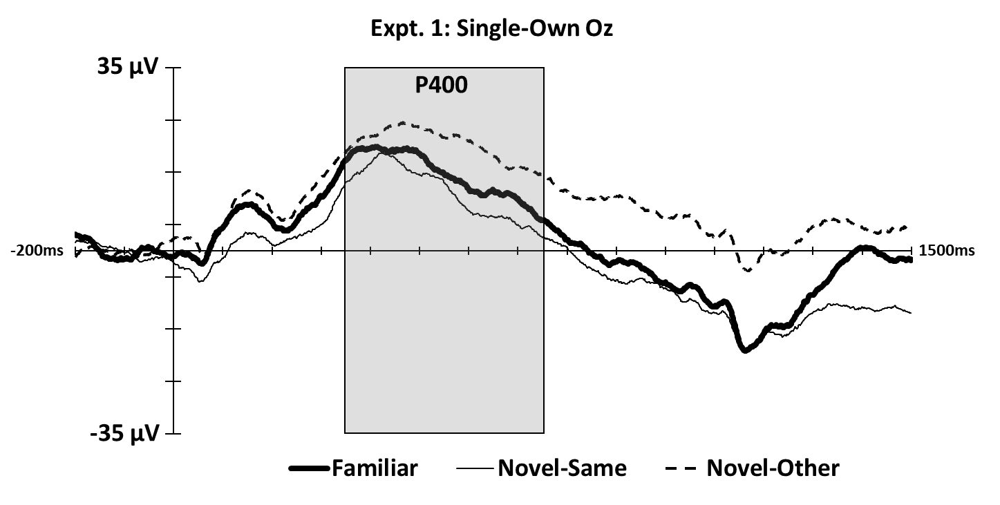 Expt. 1: Single-Own Oz
35 µV
P400
-200ms
1500ms
-35 µV
Familiar Novel-Same Novel-Other